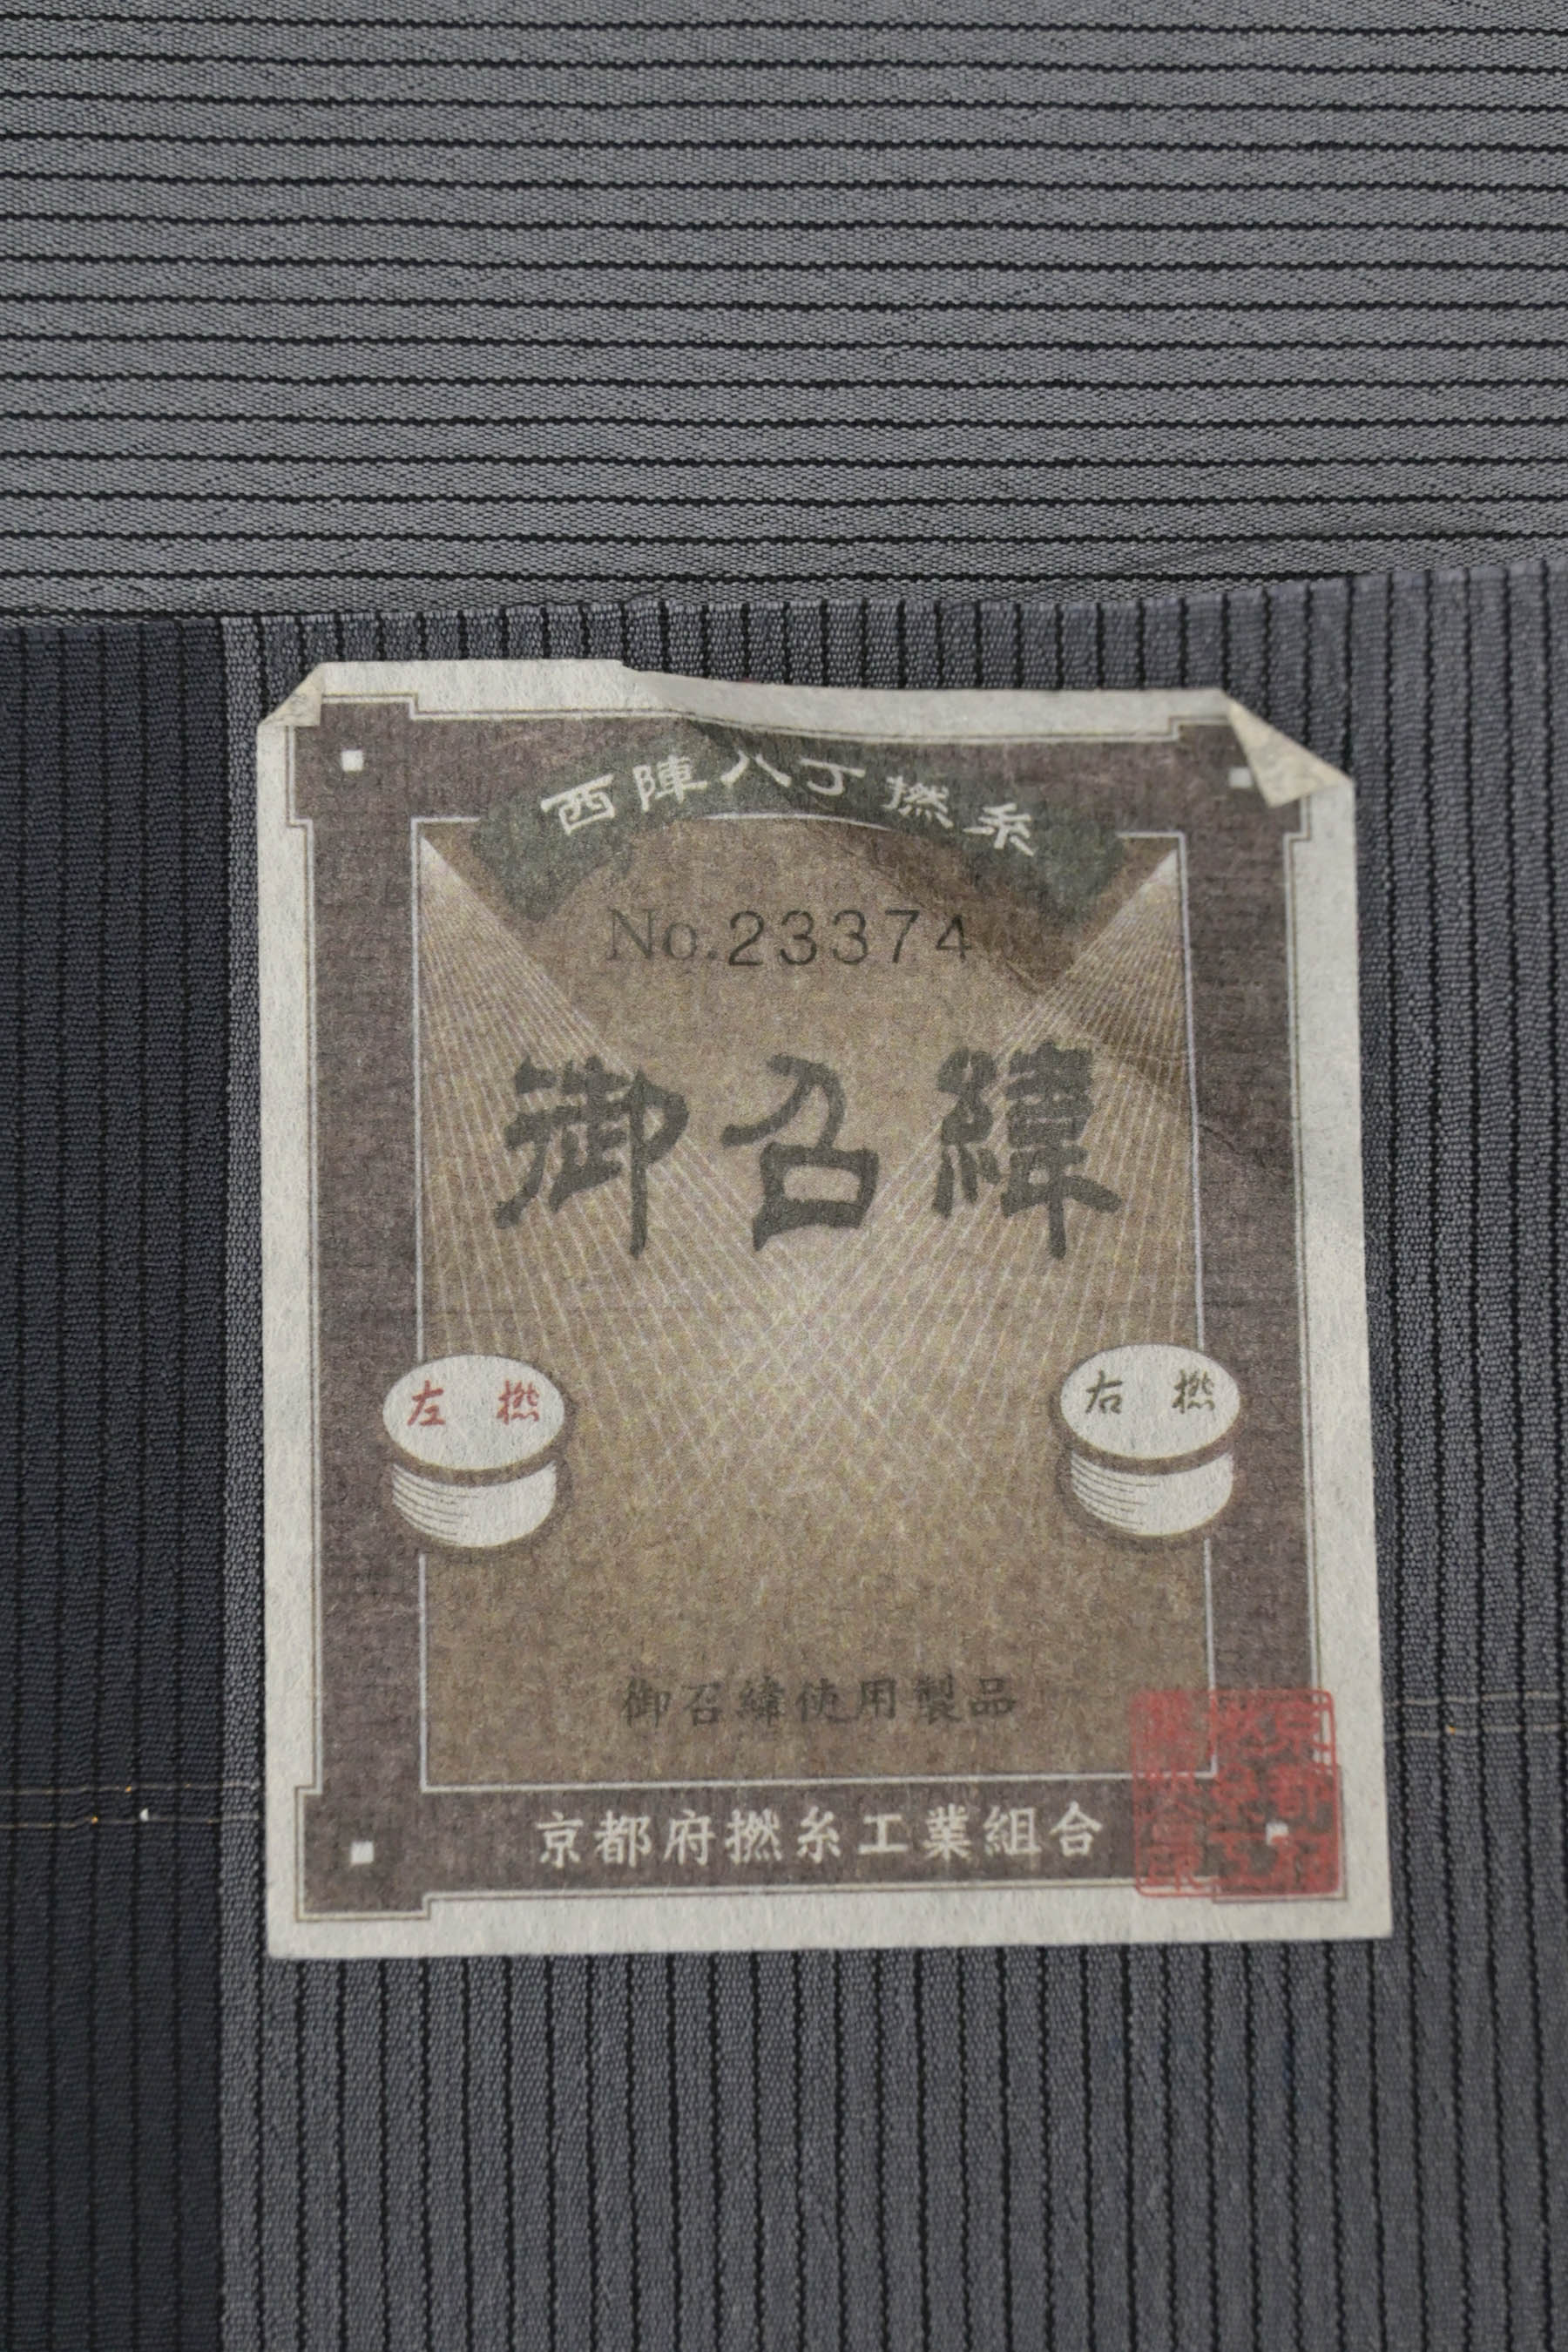 西陣八丁撚糸
No.23374
御召緯
左撚
右撚
御召緯使用製品
京都府撚糸工業組合